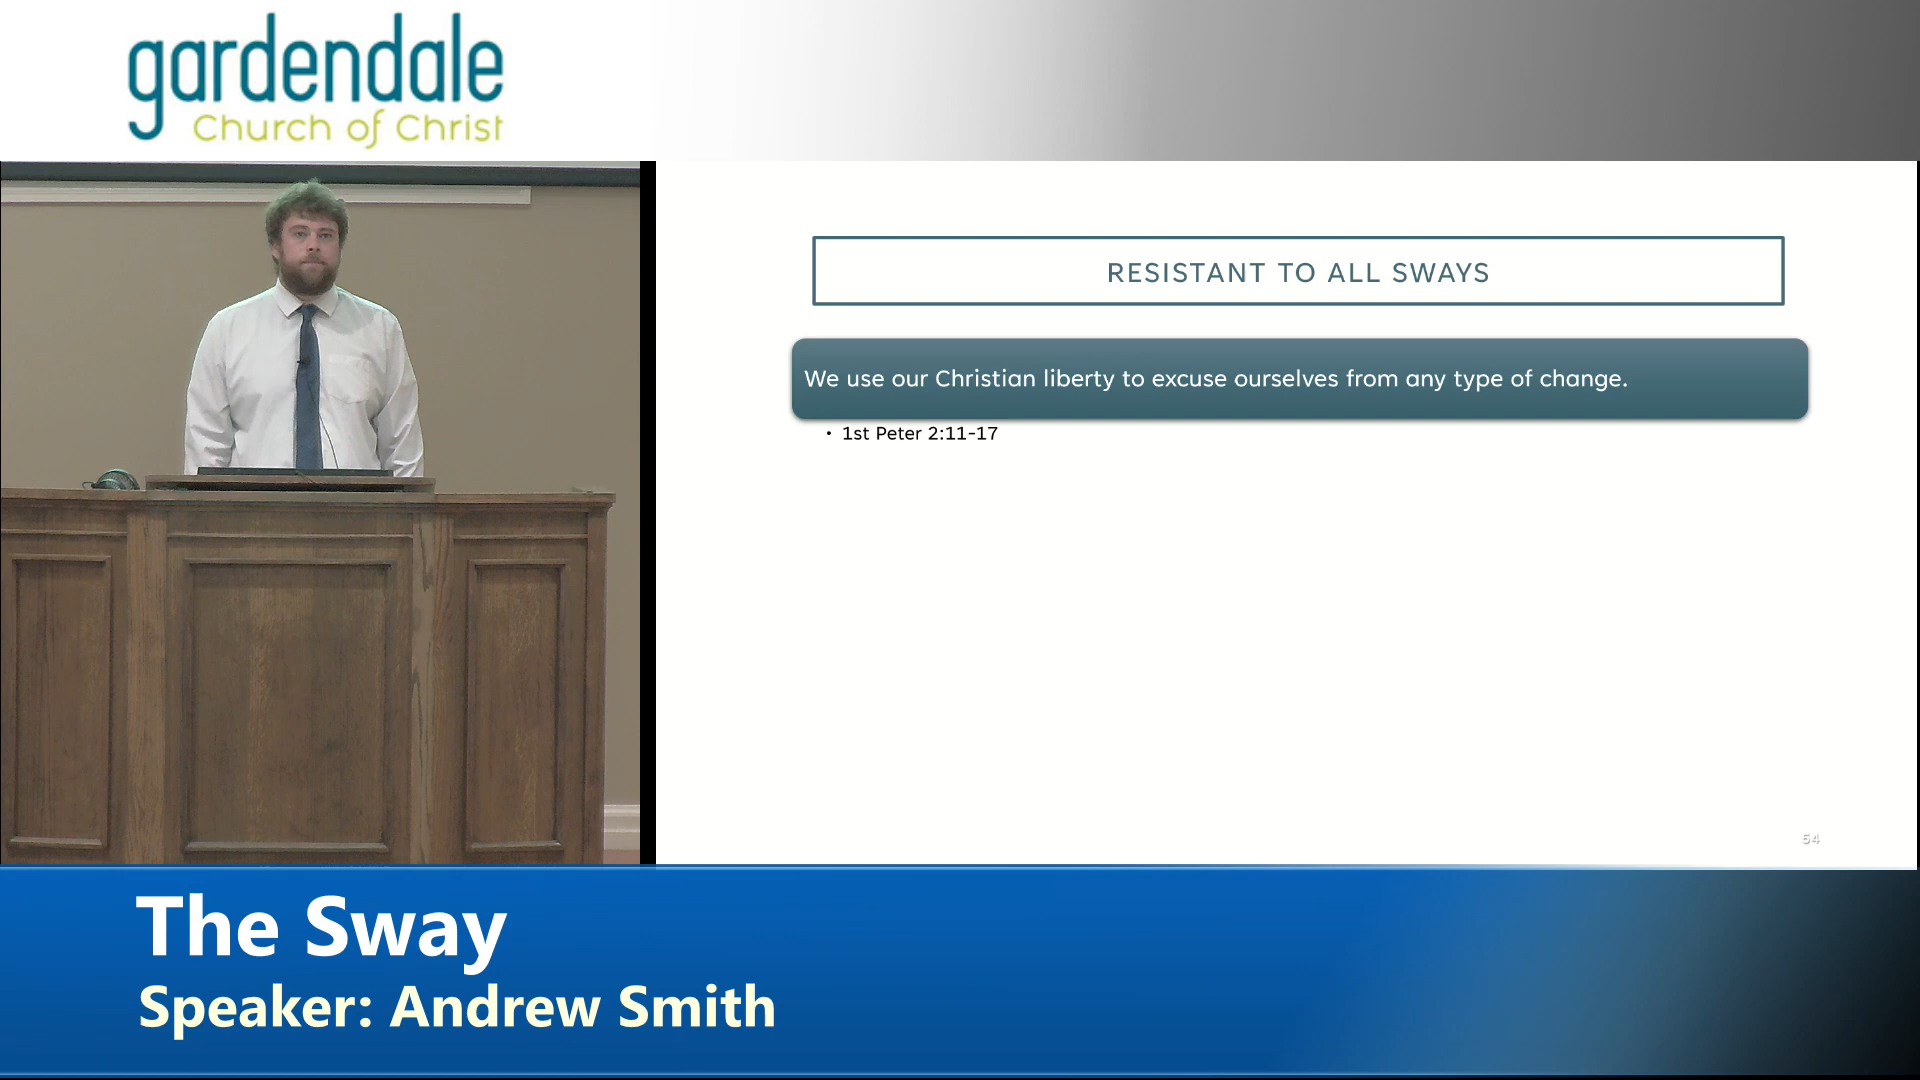 gardendale
Church of Christ
RESISTANT TO ALL SWAYS
We use our Christian liberty to excuse ourselves from any type of change.
• 1st Peter 2:11-17
54
The Sway
Speaker: Andrew Smith